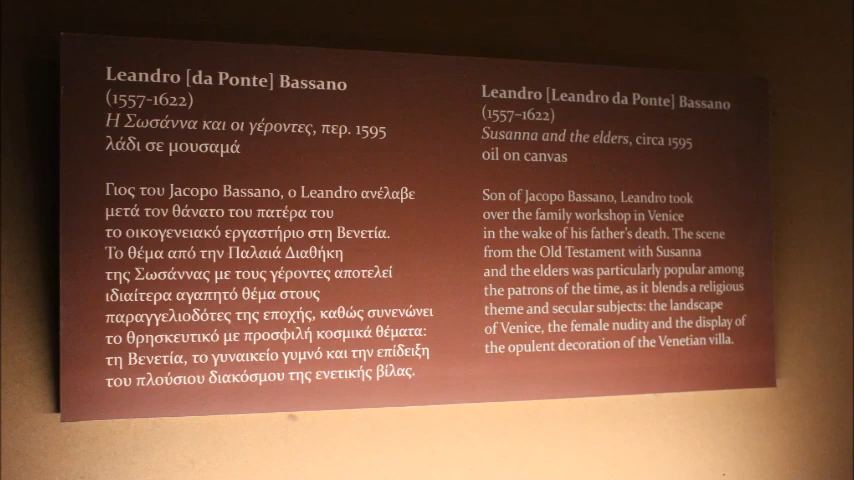 Leandro [da Ponte] Bassano
(1557-1622)
Η Σωσάννα και οι γέροντες, περ. 1595
λάδι σε μουσαμά
Γιος του Jacopo Bassano, ο Leandro ανέλαβε
μετά τον θάνατο του πατέρα του
το οικογενειακό εργαστήριο στη Βενετία.
Το θέμα από την Παλαιά Διαθήκη
της Σωσάννας με τους γέροντες αποτελεί
ιδιαίτερα αγαπητό θέμα στους
παραγγελιοδότες της εποχής, καθώς συνενώνει
το θρησκευτικό με προσφιλή κοσμικά θέματα:
τη Βενετία, το γυναικείο γυμνό και την επίδειξη
του πλούσιου διακόσμου της ενετικής βίλας.
Leandro [Leandro da Ponte] Bassano
(1557–1622)
Susanna and the elders, circa 1595
oil on canvas
Son of Jacopo Bassano, Leandro took
over the family workshop in Venice
in the wake of his father's death. The scene
from the Old Testament with Susanna
and the elders was particularly popular among
the patrons of the time, as it blends a religious
theme and secular subjects: the landscape
of Venice, the female nudity and the display of
the opulent decoration of the Venetian villa.